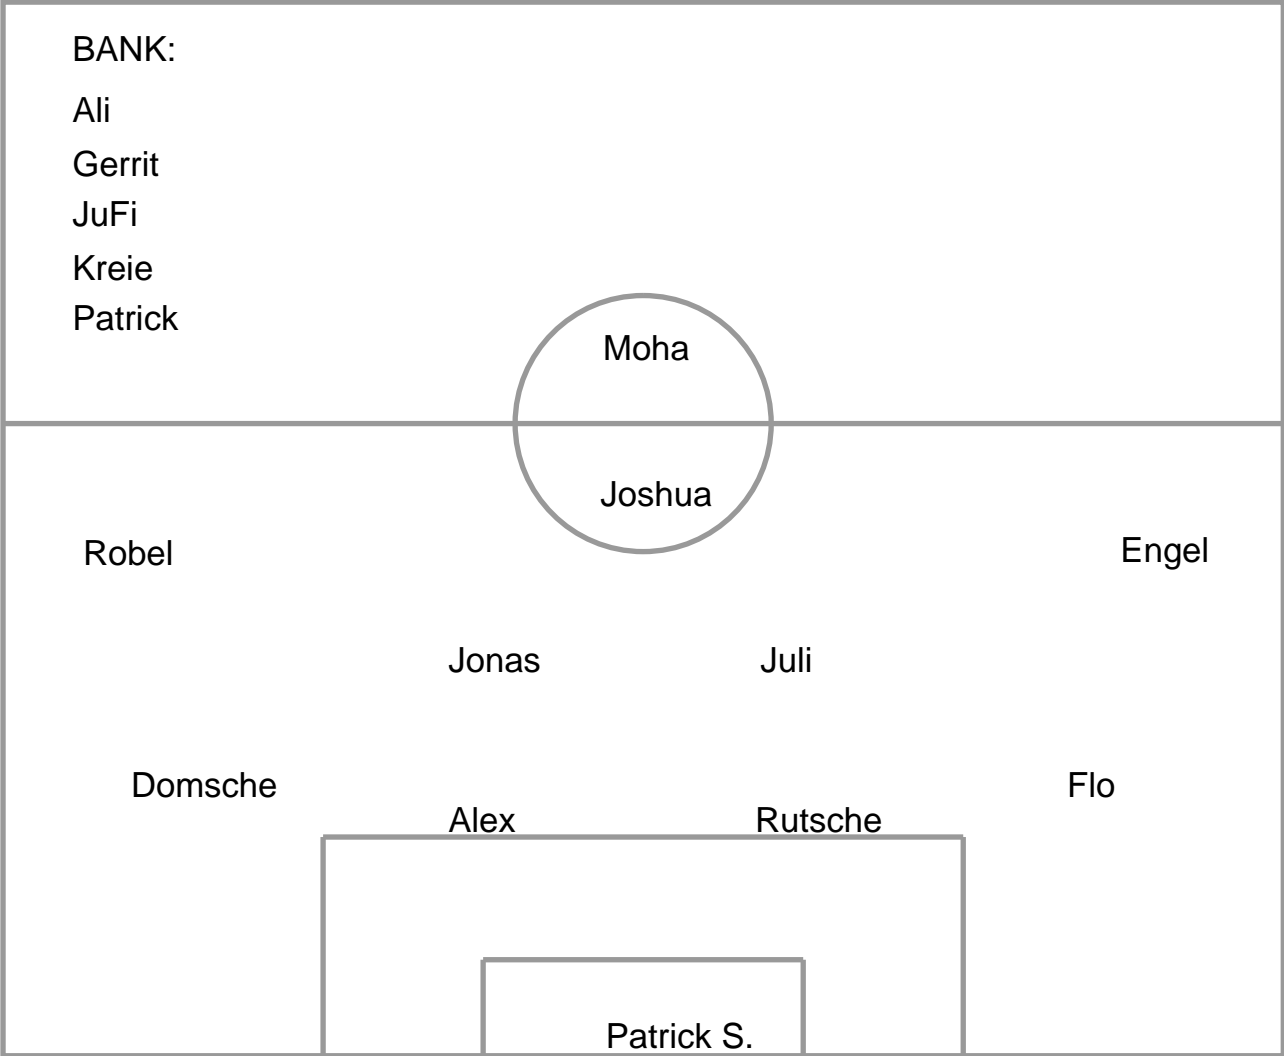 BANK:
Ali
Gerrit
JuFi
Kreie
Patrick
Moha
Joshua
Robel
Engel
Jonas
Juli
Domsche
Flo
Alex
Rutsche
Patrick S.